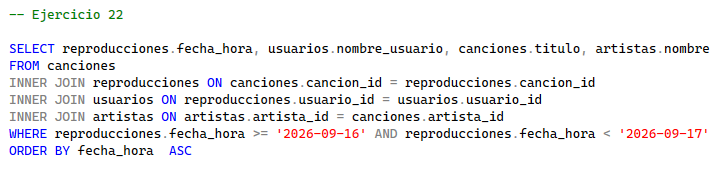 -- Ejercicio 22
SELECT reproducciones.fecha_hora, usuarios.nombre_usuario, canciones.titulo, artistas.nombre
FROM canciones
INNER JOIN reproducciones ON canciones.cancion_id = reproducciones.cancion_id
INNER JOIN usuarios ON reproducciones.usuario_id = usuarios.usuario_id
INNER JOIN artistas ON artistas.artista_id = canciones.artista_id
WHERE reproducciones.fecha_hora >= '2026-09-16' AND reproducciones.fecha_hora < '2026-09-17'
ORDER BY fecha_hora  ASC